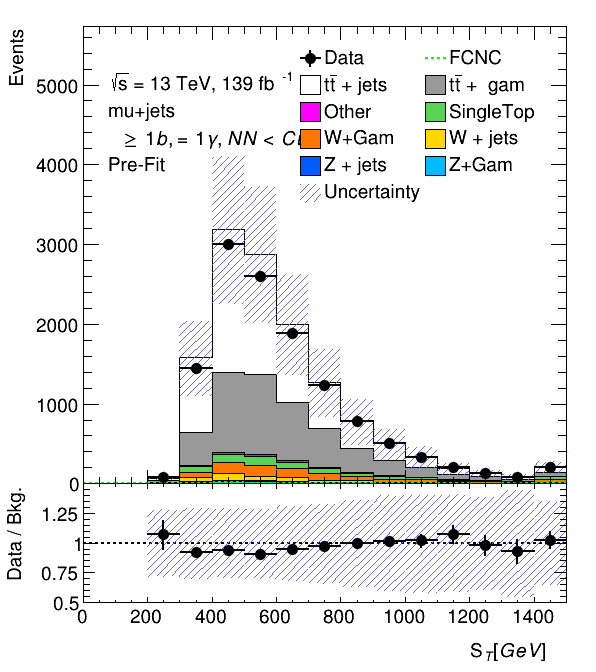 Events
Data
FCNC
√s = 13 TeV, 139 fb -1
tt̄ + jets
tt̄ + gam
mu+jets
Other
SingleTop
≥ 1b, = 1γ, NN <
W+Gam
W + jets
Pre-Fit
Z + jets
Z+Gam
Uncertainty
5000
4000
3000
2000
1000
0
Data / Bkg.
1.25
1
0.75
0.5
0 200 400 600 800 1000 1200 1400
S_T[GeV]